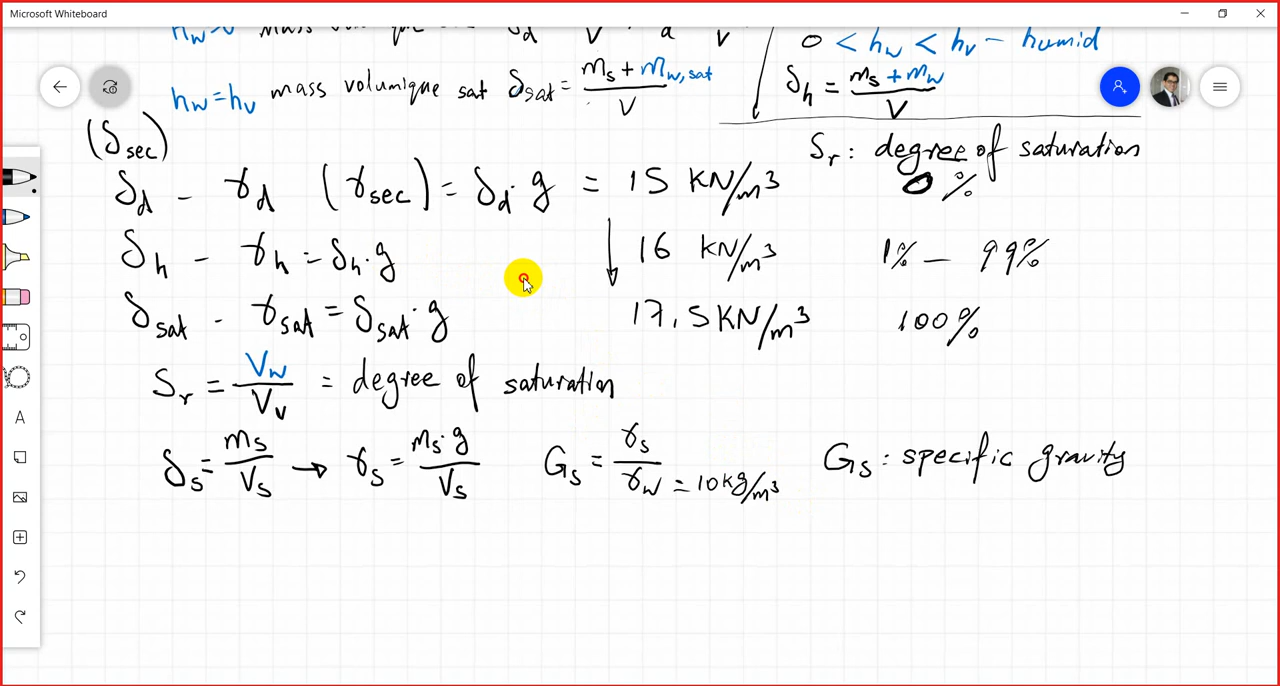 Microsoft Whiteboard
0 < hw < hv - humid
hw = hv mass volumique sat δsat = (ms + mw,sat)/V
δh = (ms + mw)/V
(δsec)
Sr : degree of saturation
δd - γd (γsec) = δd · g = 15 KN/m³ 0%
δh - γh = δh · g 16 KN/m³ 1% - 99%
δsat - γsat = δsat · g 17.5 KN/m³ 100%
Sr = Vw/Vv = degree of saturation
δs = ms/Vs → γs = ms·g/Vs Gs = γs/γw = 10kg/m³ Gs : specific gravity
A